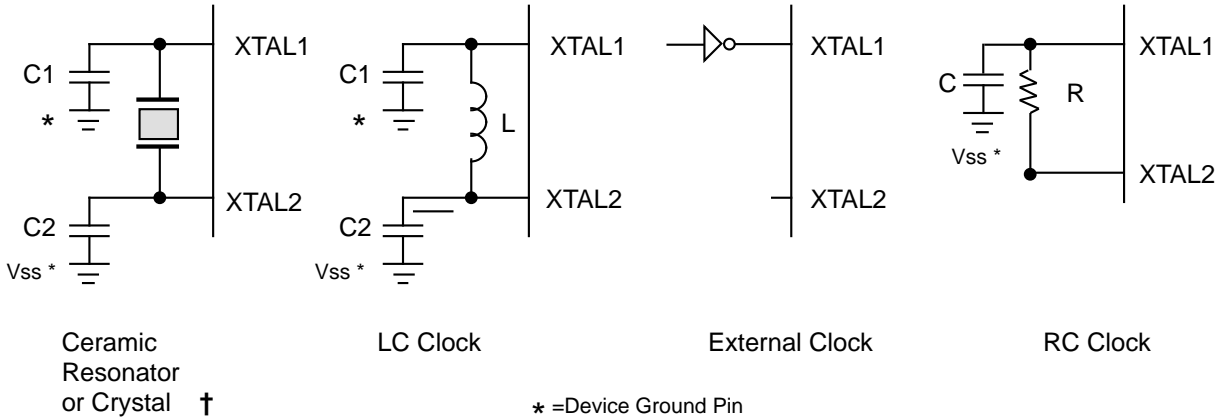 XTAL1
C1
*
XTAL2
C2
Vss *
Ceramic
Resonator
or Crystal †
XTAL1
C1
*
L
XTAL2
C2
Vss *
LC Clock
XTAL1
XTAL2
External Clock
XTAL1
C
R
Vss *
XTAL2
RC Clock
* =Device Ground Pin